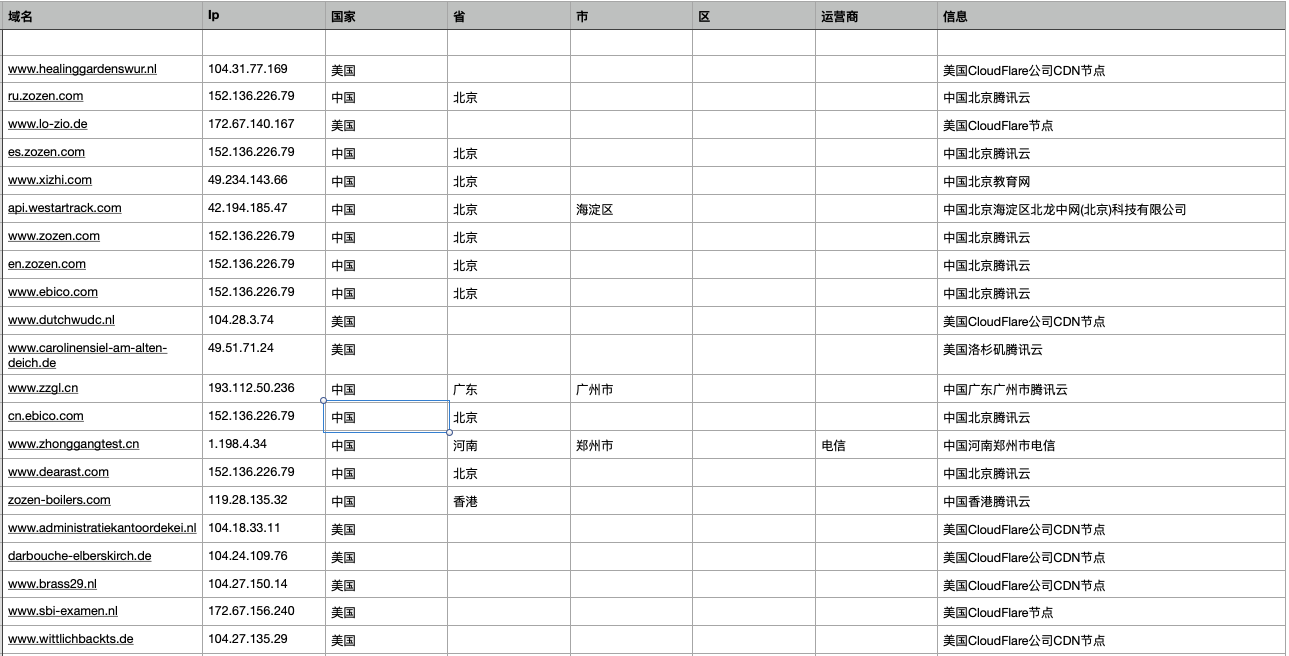 域名 Ip 国家 省 市 区 运营商 信息
www.healinggardenswur.nl 104.31.77.169 美国 美国CloudFlare公司CDN节点
ru.zozen.com 152.136.226.79 中国 北京 中国北京腾讯云
www.lo-zio.de 172.67.140.167 美国 美国CloudFlare节点
es.zozen.com 152.136.226.79 中国 北京 中国北京腾讯云
www.xizhi.com 49.234.143.66 中国 北京 中国北京教育网
api.westartrack.com 42.194.185.47 中国 北京 海淀区 中国北京海淀区北龙中网(北京)科技有限公司
www.zozen.com 152.136.226.79 中国 北京 中国北京腾讯云
en.zozen.com 152.136.226.79 中国 北京 中国北京腾讯云
www.ebico.com 152.136.226.79 中国 北京 中国北京腾讯云
www.dutchwudc.nl 104.28.3.74 美国 美国CloudFlare公司CDN节点
www.carolinensiel-am-alten- 49.51.71.24 美国 美国洛杉矶腾讯云
deich.de
www.zzgl.cn 193.112.50.236 中国 广东 广州市 中国广东广州市腾讯云
cn.ebico.com 152.136.226.79 中国 北京 中国北京腾讯云
www.zhonggangtest.cn 1.198.4.34 中国 河南 郑州市 电信 中国河南郑州市电信
www.dearast.com 152.136.226.79 中国 北京 中国北京腾讯云
zozen-boilers.com 119.28.135.32 中国 香港 中国香港腾讯云
www.administratiekantoordekei.nl 104.18.33.11 美国 美国CloudFlare公司CDN节点
darbouche-elberskirch.de 104.24.109.76 美国 美国CloudFlare公司CDN节点
www.brass29.nl 104.27.150.14 美国 美国CloudFlare公司CDN节点
www.sbi-examen.nl 172.67.156.240 美国 美国CloudFlare节点
www.wittlichbackts.de 104.27.135.29 美国 美国CloudFlare公司CDN节点